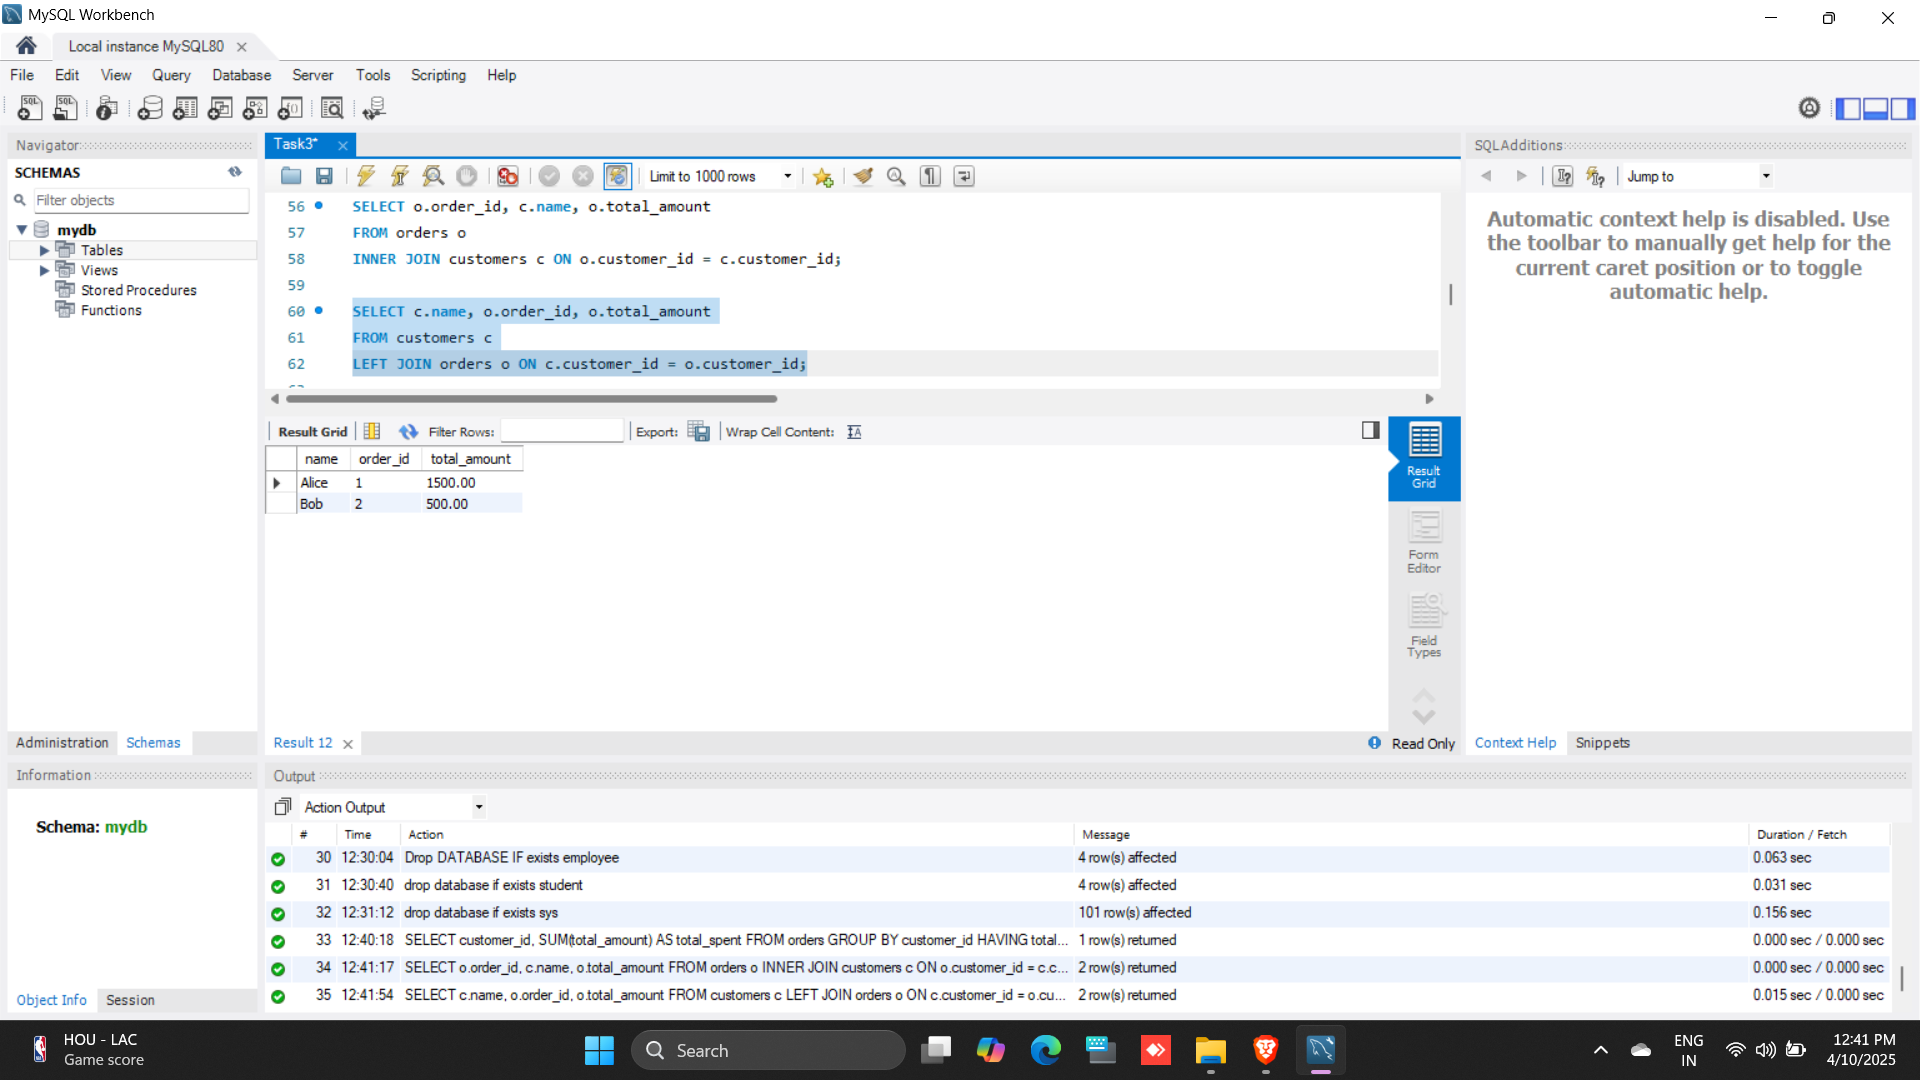 MySQL Workbench
Local instance MySQL80
File Edit View Query Database Server Tools Scripting Help
Navigator
SCHEMAS
Filter objects
mydb
Tables
Views
Stored Procedures
Functions
Administration Schemas
Information
Schema: mydb
Object Info Session
Task3*
Limit to 1000 rows
56 SELECT o.order_id, c.name, o.total_amount
57 FROM orders o
58 INNER JOIN customers c ON o.customer_id = c.customer_id;
59
60 SELECT c.name, o.order_id, o.total_amount
61 FROM customers c
62 LEFT JOIN orders o ON c.customer_id = o.customer_id;
Result Grid Filter Rows: Export: Wrap Cell Content:
name order_id total_amount
Alice 1 1500.00
Bob 2 500.00
Result
Grid
Form
Editor
Field
Types
Result 12
Read Only
SQLAdditions
Jump to
Automatic context help is disabled. Use
the toolbar to manually get help for the
current caret position or to toggle
automatic help.
Context Help Snippets
Output
Action Output
# Time Action Message Duration / Fetch
30 12:30:04 Drop DATABASE IF exists employee 4 row(s) affected 0.063 sec
31 12:30:40 drop database if exists student 4 row(s) affected 0.031 sec
32 12:31:12 drop database if exists sys 101 row(s) affected 0.156 sec
33 12:40:18 SELECT customer_id, SUM(total_amount) AS total_spent FROM orders GROUP BY customer_id HAVING total... 1 row(s) returned 0.000 sec / 0.000 sec
34 12:41:17 SELECT o.order_id, c.name, o.total_amount FROM orders o INNER JOIN customers c ON o.customer_id = c.c... 2 row(s) returned 0.000 sec / 0.000 sec
35 12:41:54 SELECT c.name, o.order_id, o.total_amount FROM customers c LEFT JOIN orders o ON c.customer_id = o.cu... 2 row(s) returned 0.015 sec / 0.000 sec
HOU - LAC
Game score
Search
ENG
IN
12:41 PM
4/10/2025